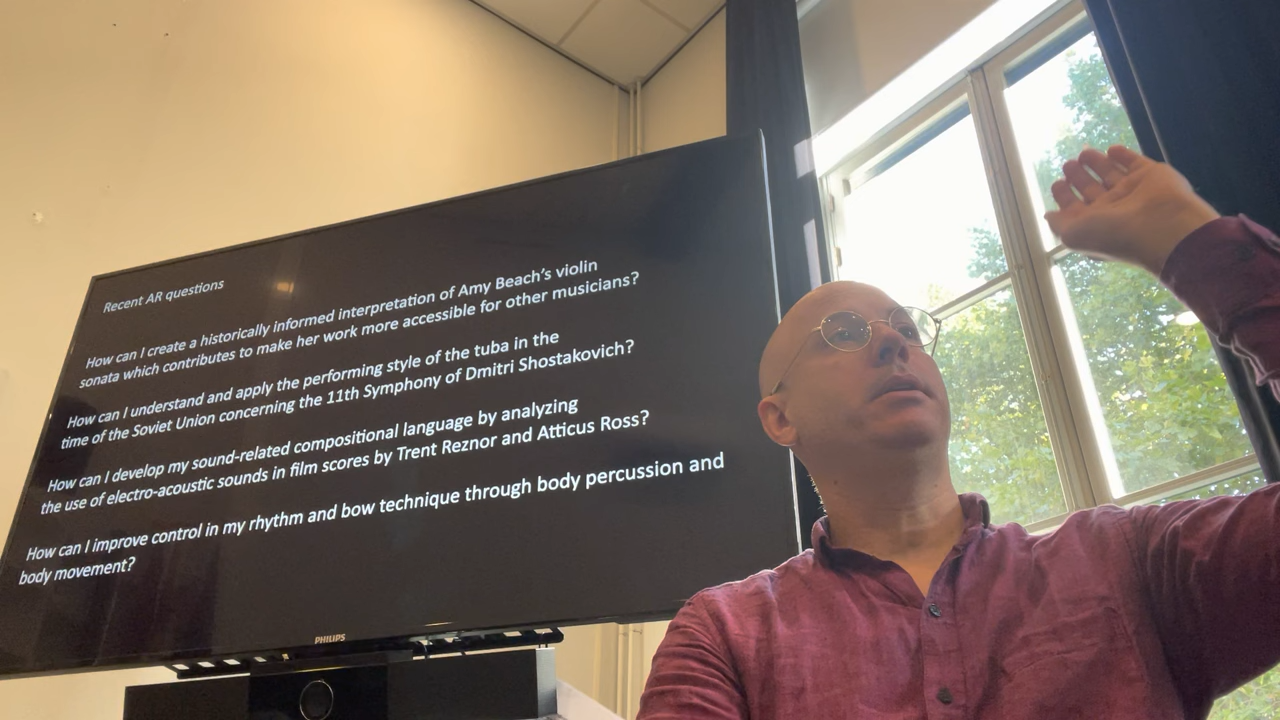 Recent AR questions
How can I create a historically informed interpretation of Amy Beach's violin
sonata which contributes to make her work more accessible for other musicians?
How can I understand and apply the performing style of the tuba in the
time of the Soviet Union concerning the 11th Symphony of Dmitri Shostakovich?
How can I develop my sound-related compositional language by analyzing
the use of electro-acoustic sounds in film scores by Trent Reznor and Atticus Ross?
How can I improve control in my rhythm and bow technique through body percussion and
body movement?
PHILIPS